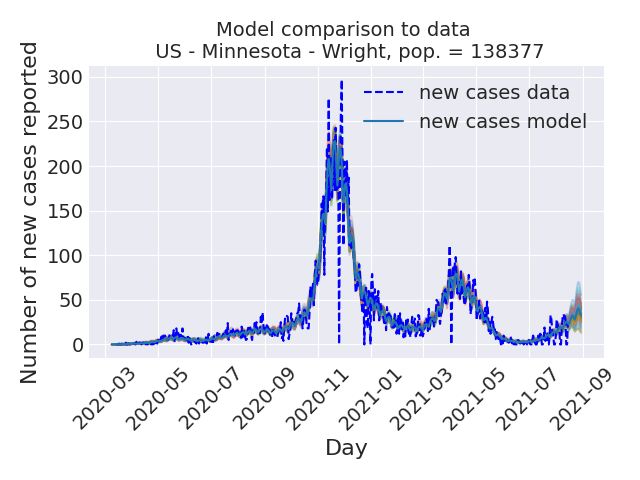 Model comparison to data
US - Minnesota - Wright, pop. = 138377
Number of new cases reported
300
250
200
150
100
50
0
new cases data
new cases model
2020-03
2020-05
2020-07
2020-09
2020-11
2021-01
2021-03
2021-05
2021-07
2021-09
Day